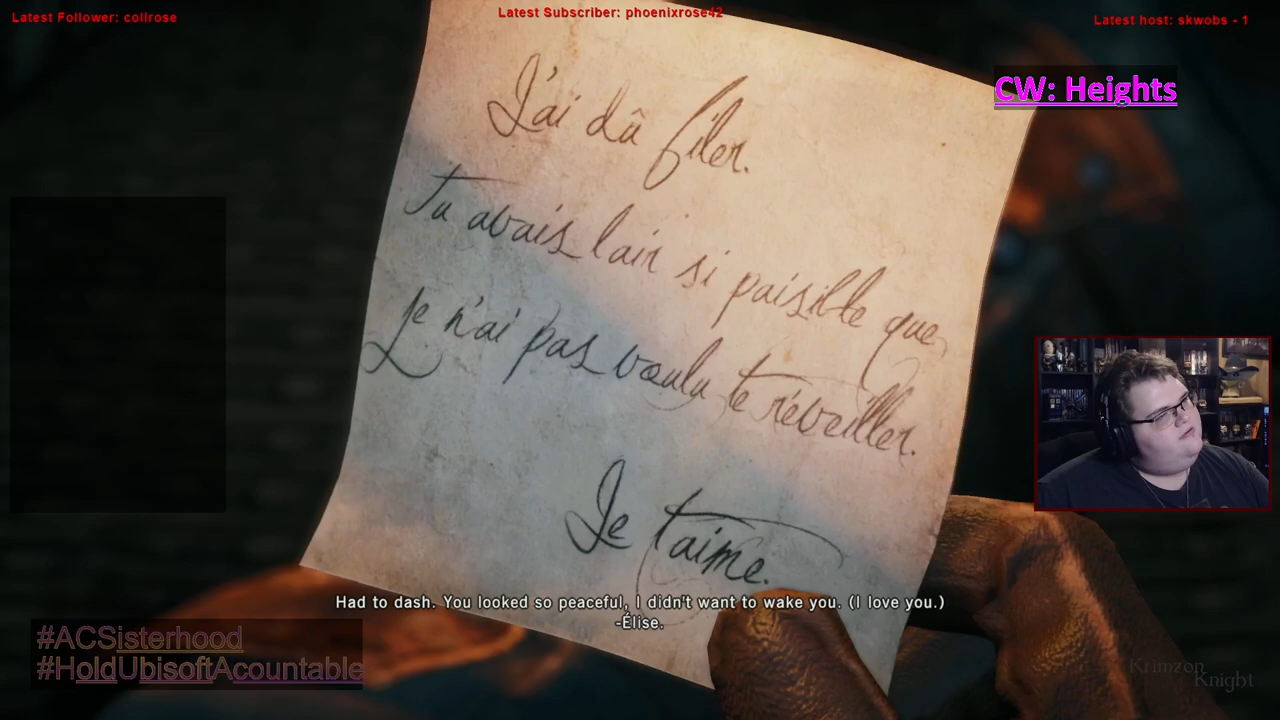 Latest Follower: collrose
Latest Subscriber: phoenixrose42
Latest host: skwobs - 1
CW: Heights
J'ai dû filer.
Tu avais l'air si paisible que
je n'ai pas voulu te réveiller.
Je t'aime.
Had to dash. You looked so peaceful, I didn't want to wake you. (I love you.)
-Élise.
#ACSisterhood
#HoldUbisoftAcountable
Krimzon
Knight